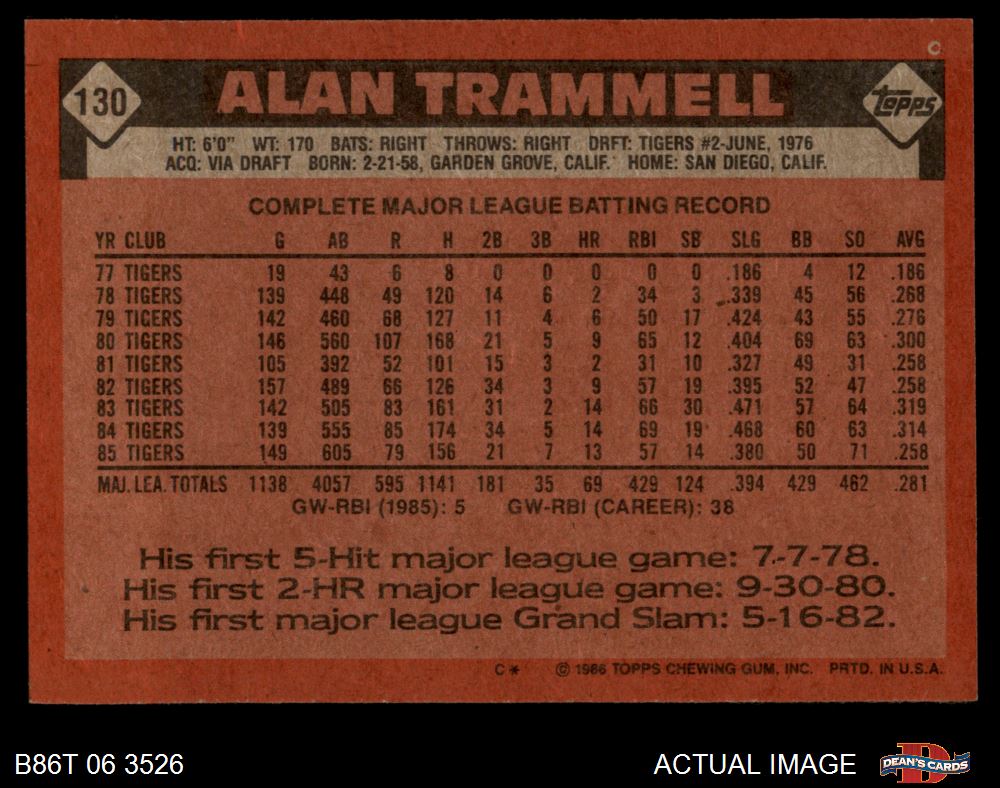 C
130 ALAN TRAMMELL topps
HT: 6'0" WT: 170 BATS: RIGHT THROWS: RIGHT DRFT: TIGERS #2-JUNE, 1976
ACQ: VIA DRAFT BORN: 2-21-58, GARDEN GROVE, CALIF. HOME: SAN DIEGO, CALIF.
COMPLETE MAJOR LEAGUE BATTING RECORD
YR CLUB G AB R H 2B 3B HR RBI SB SLG BB SO AVG
77 TIGERS 19 43 6 8 0 0 0 0 0 .186 4 12 .186
78 TIGERS 139 448 49 120 14 6 2 34 3 .339 45 56 .268
79 TIGERS 142 460 68 127 11 4 6 50 17 .424 43 55 .276
80 TIGERS 146 560 107 168 21 5 9 65 12 .404 69 63 .300
81 TIGERS 105 392 52 101 15 3 2 31 10 .327 49 31 .258
82 TIGERS 157 489 66 126 34 3 9 57 19 .395 52 47 .258
83 TIGERS 142 505 83 161 31 2 14 66 30 .471 57 64 .319
84 TIGERS 139 555 85 174 34 5 14 69 19 .468 60 63 .314
85 TIGERS 149 605 79 156 21 7 13 57 14 .380 50 71 .258
MAJ. LEA. TOTALS 1138 4057 595 1141 181 35 69 429 124 .394 429 462 .281
GW-RBI (1985): 5 GW-RBI (CAREER): 38
His first 5-Hit major league game: 7-7-78.
His first 2-HR major league game: 9-30-80.
His first major league Grand Slam: 5-16-82.
C* © 1986 TOPPS CHEWING GUM, INC. PRTD. IN U.S.A.
B86T 06 3526 ACTUAL IMAGE D DEAN'S CARDS